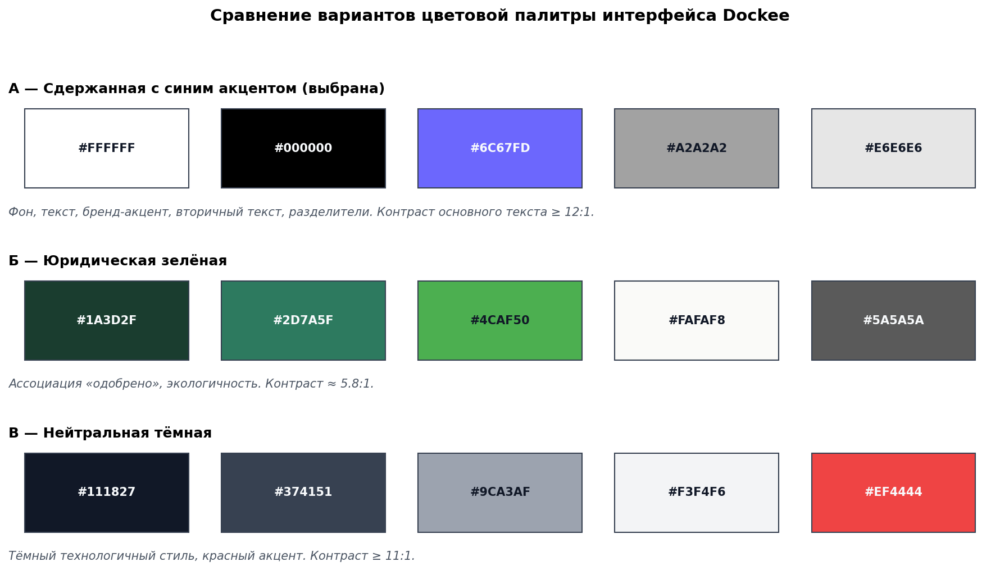 Сравнение вариантов цветовой палитры интерфейса Dockee
А — Сдержанная с синим акцентом (выбрана)
#FFFFFF #000000 #6C67FD #A2A2A2 #E6E6E6
Фон, текст, бренд-акцент, вторичный текст, разделители. Контраст основного текста ≥ 12:1.
Б — Юридическая зелёная
#1A3D2F #2D7A5F #4CAF50 #FAFAF8 #5A5A5A
Ассоциация «одобрено», экологичность. Контраст ≈ 5.8:1.
В — Нейтральная тёмная
#111827 #374151 #9CA3AF #F3F4F6 #EF4444
Тёмный технологичный стиль, красный акцент. Контраст ≥ 11:1.